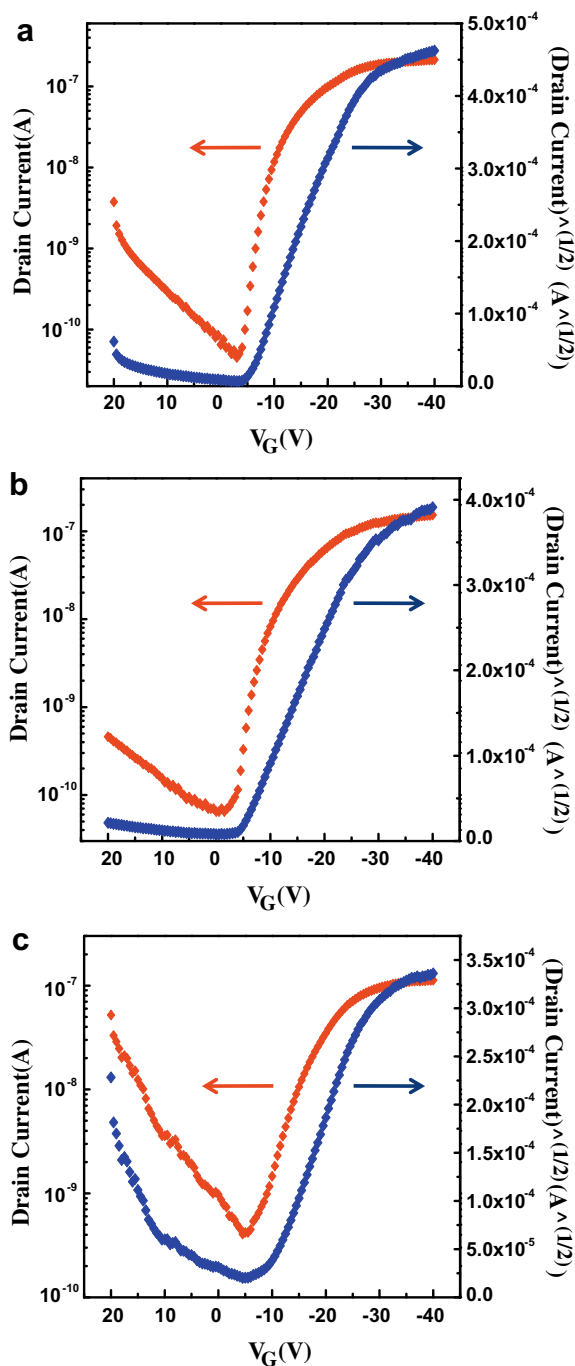 a
Drain Current(A)
10⁻⁷
10⁻⁸
10⁻⁹
10⁻¹⁰
5.0x10⁻⁴
4.0x10⁻⁴
3.0x10⁻⁴
2.0x10⁻⁴
1.0x10⁻⁴
0.0
(Drain Current)^(1/2) (A^(1/2))
20 10 0 -10 -20 -30 -40
V_G(V)
b
Drain Current(A)
10⁻⁷
10⁻⁸
10⁻⁹
10⁻¹⁰
4.0x10⁻⁴
3.0x10⁻⁴
2.0x10⁻⁴
1.0x10⁻⁴
0.0
(Drain Current)^(1/2) (A^(1/2))
20 10 0 -10 -20 -30 -40
V_G(V)
c
Drain Current(A)
10⁻⁷
10⁻⁸
10⁻⁹
10⁻¹⁰
3.5x10⁻⁴
3.0x10⁻⁴
2.5x10⁻⁴
2.0x10⁻⁴
1.5x10⁻⁴
1.0x10⁻⁴
5.0x10⁻⁵
0.0
(Drain Current)^(1/2)(A^(1/2))
20 10 0 -10 -20 -30 -40
V_G(V)